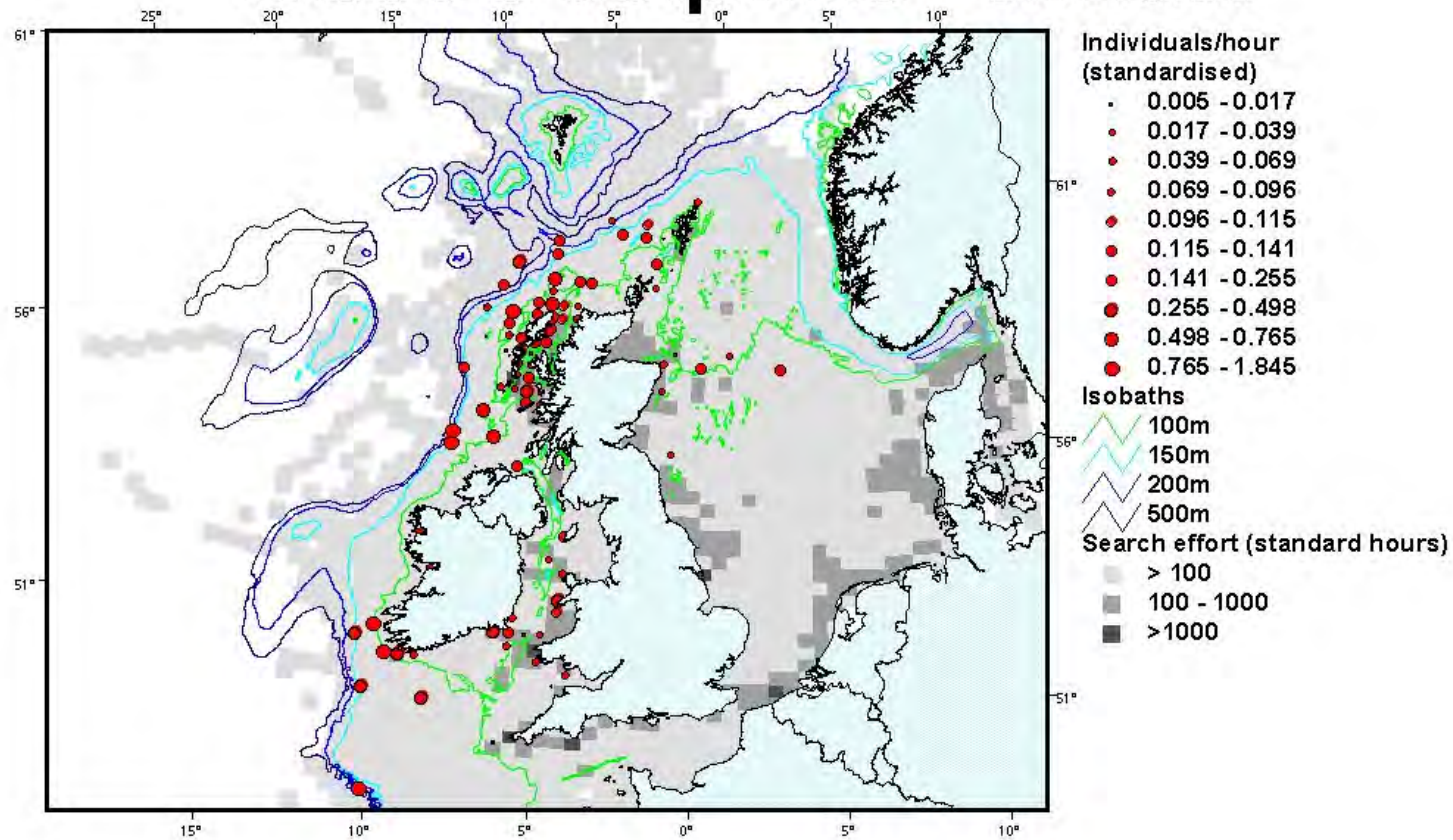 25° 20° 15° 10° 5° 0° 5° 10°
61°
56°
51°
61°
56°
51°
15° 10° 5° 0° 5° 10°
Individuals/hour
(standardised)
0.005 - 0.017
0.017 - 0.039
0.039 - 0.069
0.069 - 0.096
0.096 - 0.115
0.115 - 0.141
0.141 - 0.255
0.255 - 0.498
0.498 - 0.765
0.765 - 1.845
Isobaths
100m
150m
200m
500m
Search effort (standard hours)
> 100
100 - 1000
>1000